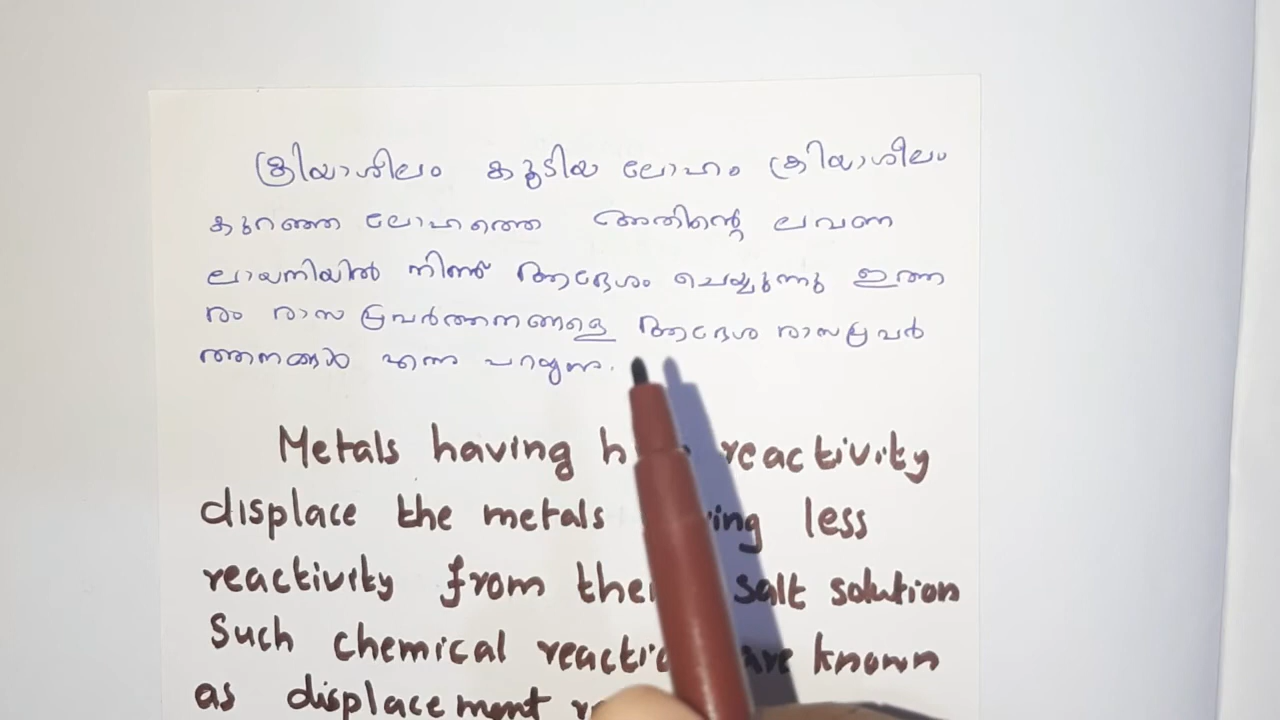 ക്രിയാശീലം കൂടിയ ലോഹം ക്രിയാശീലം
കുറഞ്ഞ ലോഹത്തെ അതിന്റെ ലവണ
ലായനിയിൽ നിന്ന് ആദേശം ചെയ്യുന്നു ഇത്ത
രം രാസ പ്രവർത്തനങ്ങളെ ആദേശ രാസപ്രവർ
ത്തനങ്ങൾ എന്നു പറയുന്നു.
Metals having reactivity
displace the metals less
reactivity from salt solution
Such chemical known
as displacement